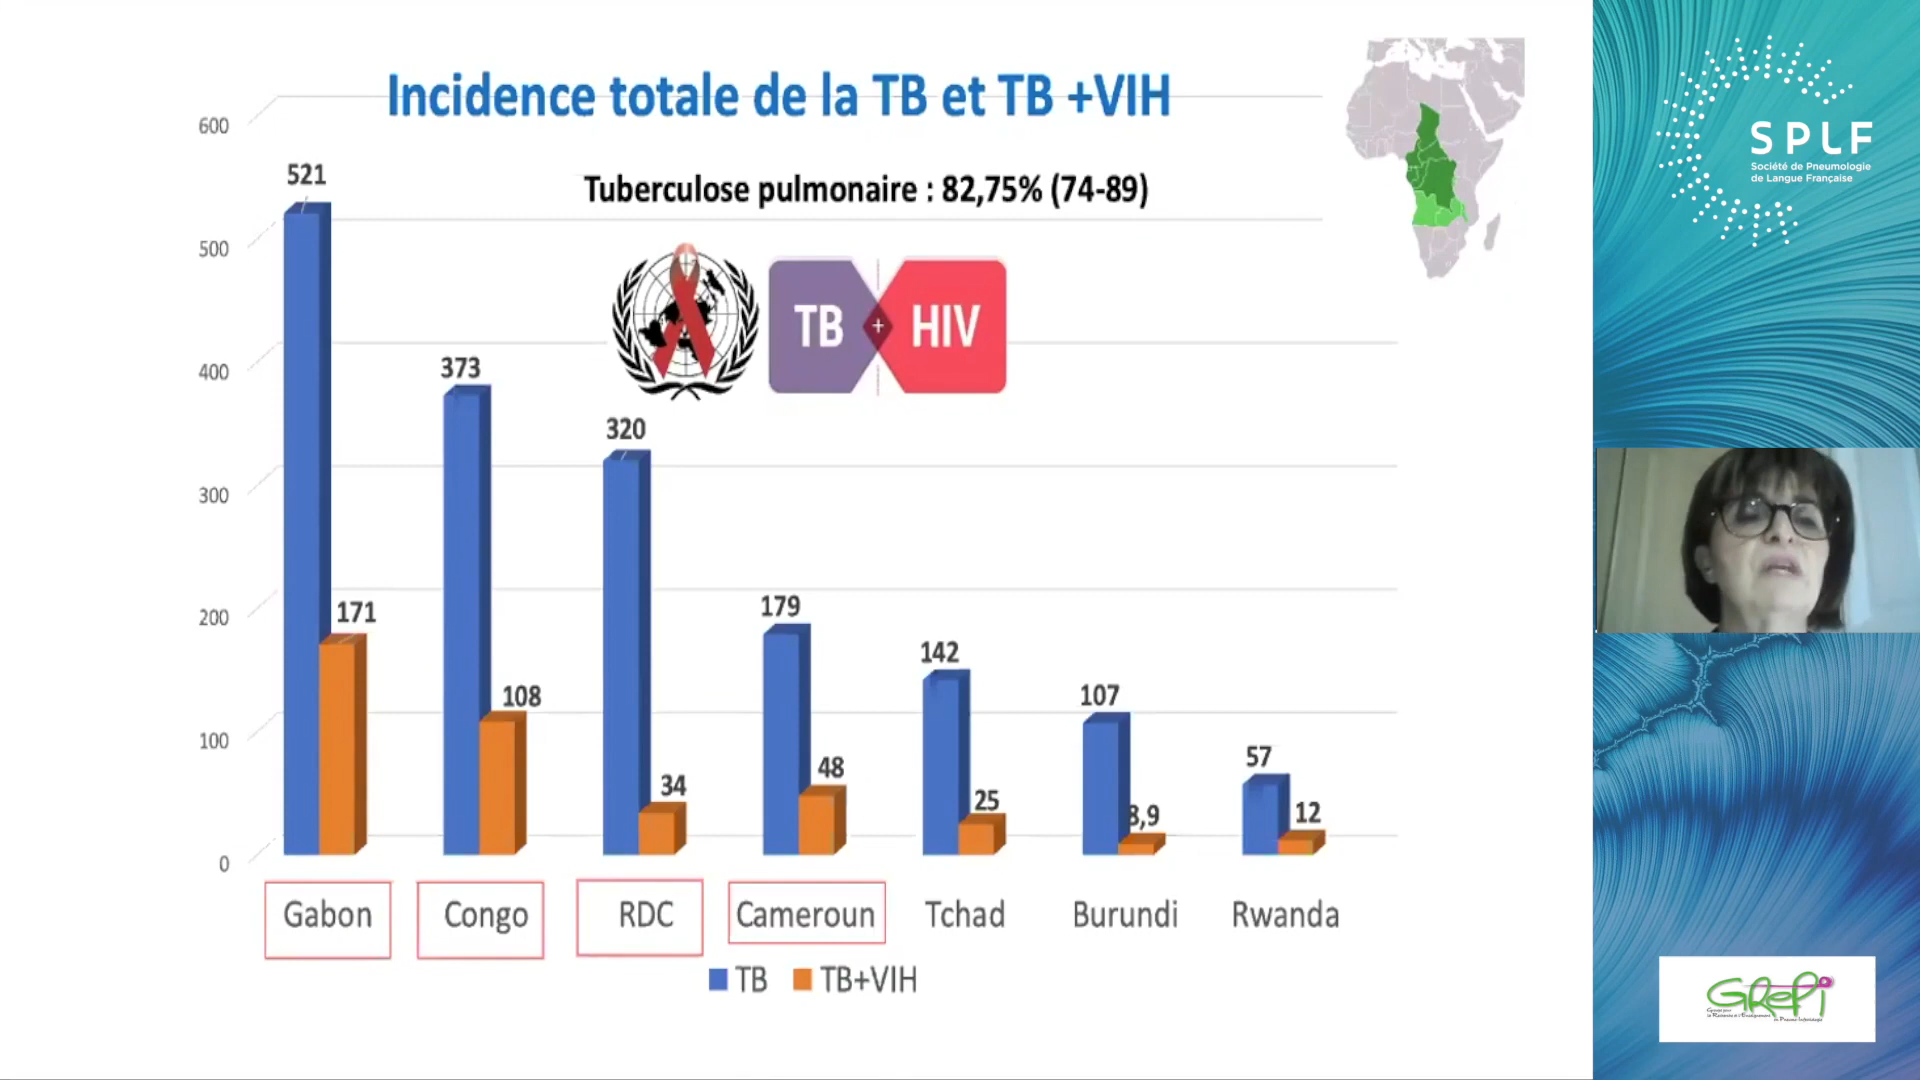 Incidence totale de la TB et TB +VIH
Tuberculose pulmonaire : 82,75% (74-89)
TB + HIV
600
500
400
300
200
100
0
521
171
373
108
320
34
179
48
142
25
107
8,9
57
12
Gabon
Congo
RDC
Cameroun
Tchad
Burundi
Rwanda
TB
TB+VIH
SPLF
Société de Pneumologie
de Langue Française
GREPI